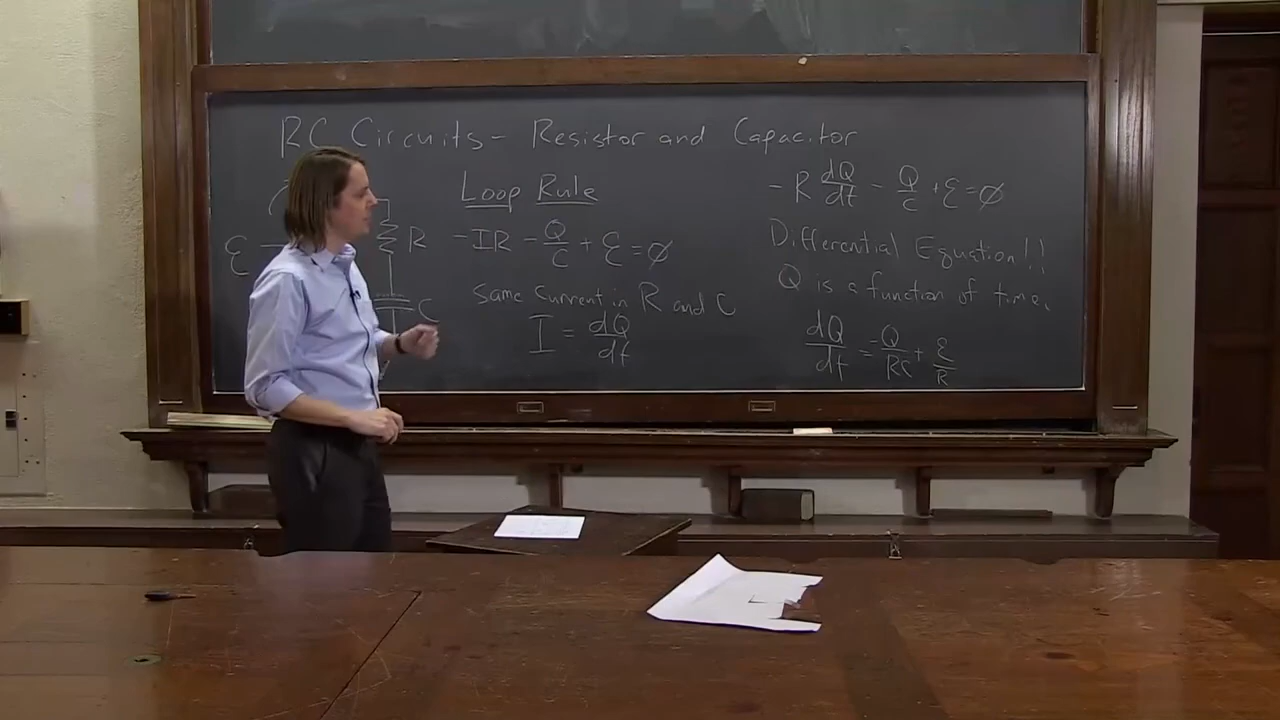 RC Circuits - Resistor and Capacitor
ε
R
C
Loop Rule
-IR - Q/C + ε = ∅
Same Current in R and C
I = dQ/dt
- R dQ/dt - Q/C + ε = ∅
Differential Equation!!
Q is a function of time.
dQ/dt = -Q/RC + ε/R